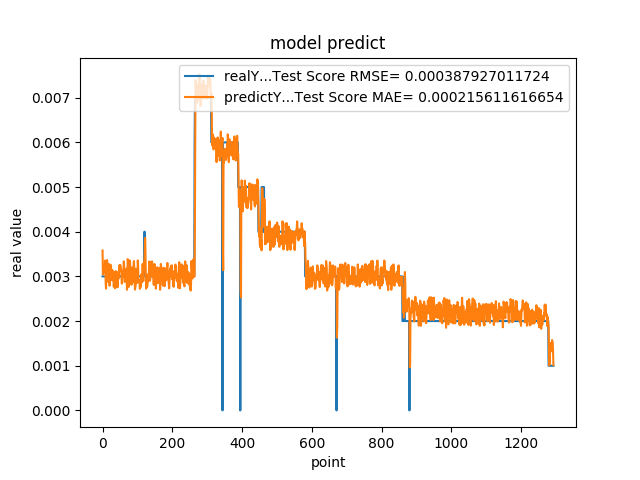 model predict
realY...Test Score RMSE= 0.000387927011724
predictY...Test Score MAE= 0.000215611616654
real value
0.007
0.006
0.005
0.004
0.003
0.002
0.001
0.000
0 200 400 600 800 1000 1200
point